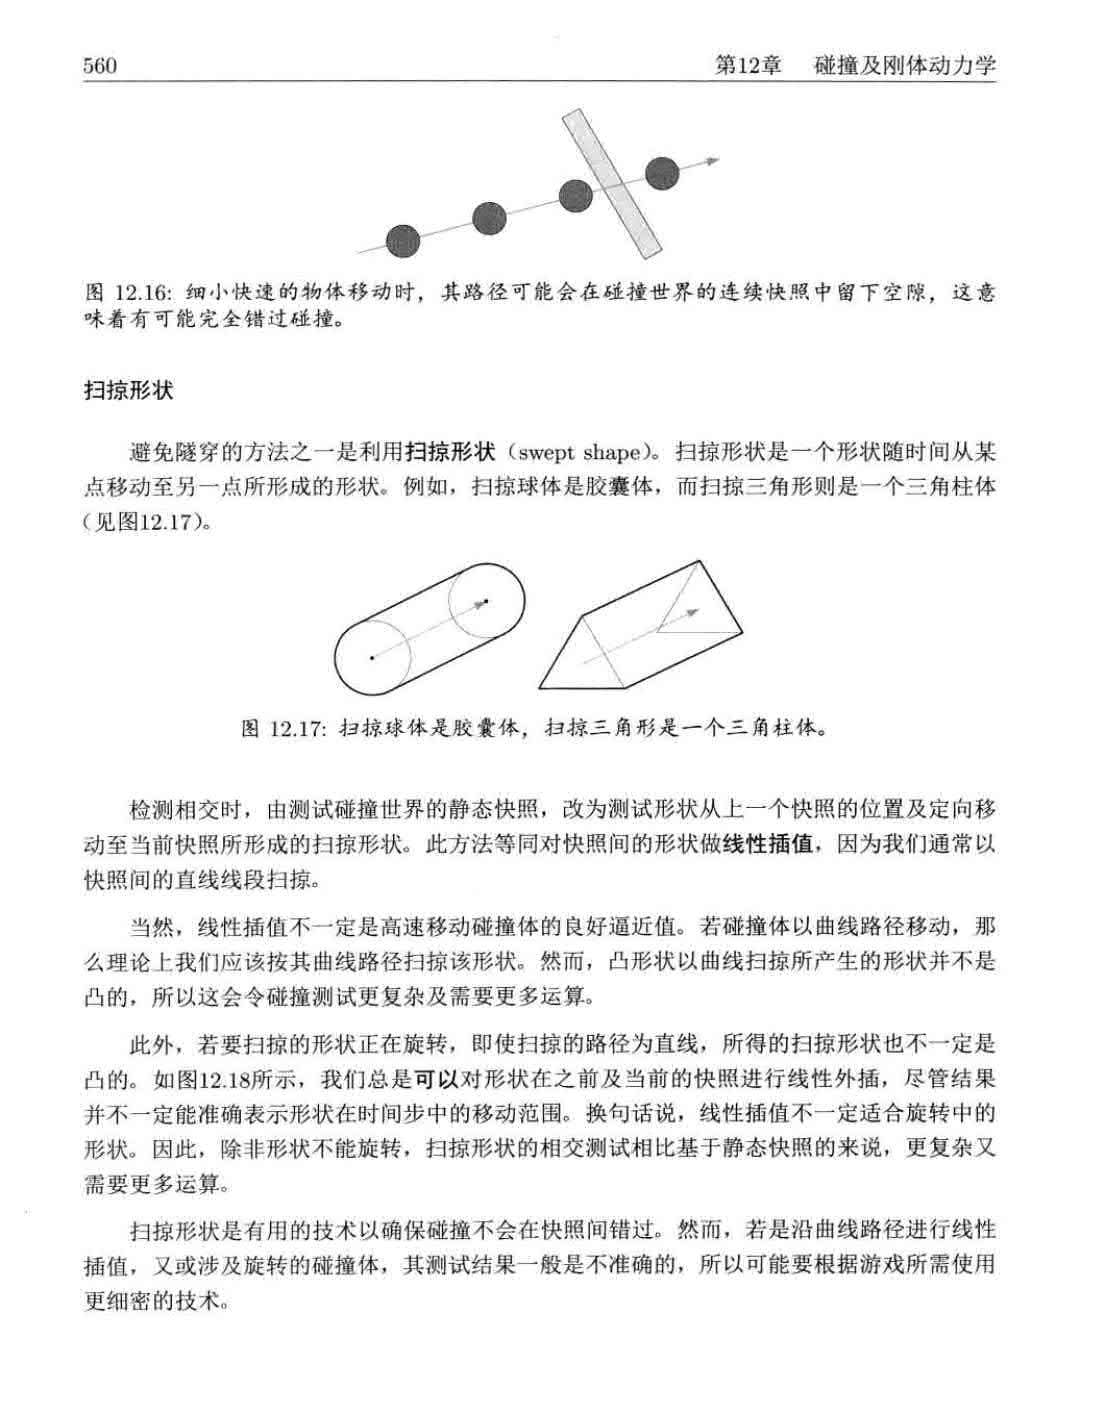 560
第12章 碰撞及刚体动力学
图 12.16: 细小快速的物体移动时，其路径可能会在碰撞世界的连续快照中留下空隙，这意
味着有可能完全错过碰撞。
扫掠形状
避免隧穿的方法之一是利用扫掠形状（swept shape）。扫掠形状是一个形状随时间从某
点移动至另一点所形成的形状。例如，扫掠球体是胶囊体，而扫掠三角形则是一个三角柱体
（见图12.17）。
图 12.17: 扫掠球体是胶囊体，扫掠三角形是一个三角柱体。
检测相交时，由测试碰撞世界的静态快照，改为测试形状从上一个快照的位置及定向移
动至当前快照所形成的扫掠形状。此方法等同对快照间的形状做线性插值，因为我们通常以
快照间的直线线段扫掠。
当然，线性插值不一定是高速移动碰撞体的良好逼近值。若碰撞体以曲线路径移动，那
么理论上我们应该按其曲线路径扫掠该形状。然而，凸形状以曲线扫掠所产生的形状并不是
凸的，所以这会令碰撞测试更复杂及需要更多运算。
此外，若要扫掠的形状正在旋转，即使扫掠的路径为直线，所得的扫掠形状也不一定是
凸的。如图12.18所示，我们总是可以对形状在之前及当前的快照进行线性外插，尽管结果
并不一定能准确表示形状在时间步中的移动范围。换句话说，线性插值不一定适合旋转中的
形状。因此，除非形状不能旋转，扫掠形状的相交测试相比基于静态快照的来说，更复杂又
需要更多运算。
扫掠形状是有用的技术以确保碰撞不会在快照间错过。然而，若是沿曲线路径进行线性
插值，又或涉及旋转的碰撞体，其测试结果一般是不准确的，所以可能要根据游戏所需使用
更细密的技术。